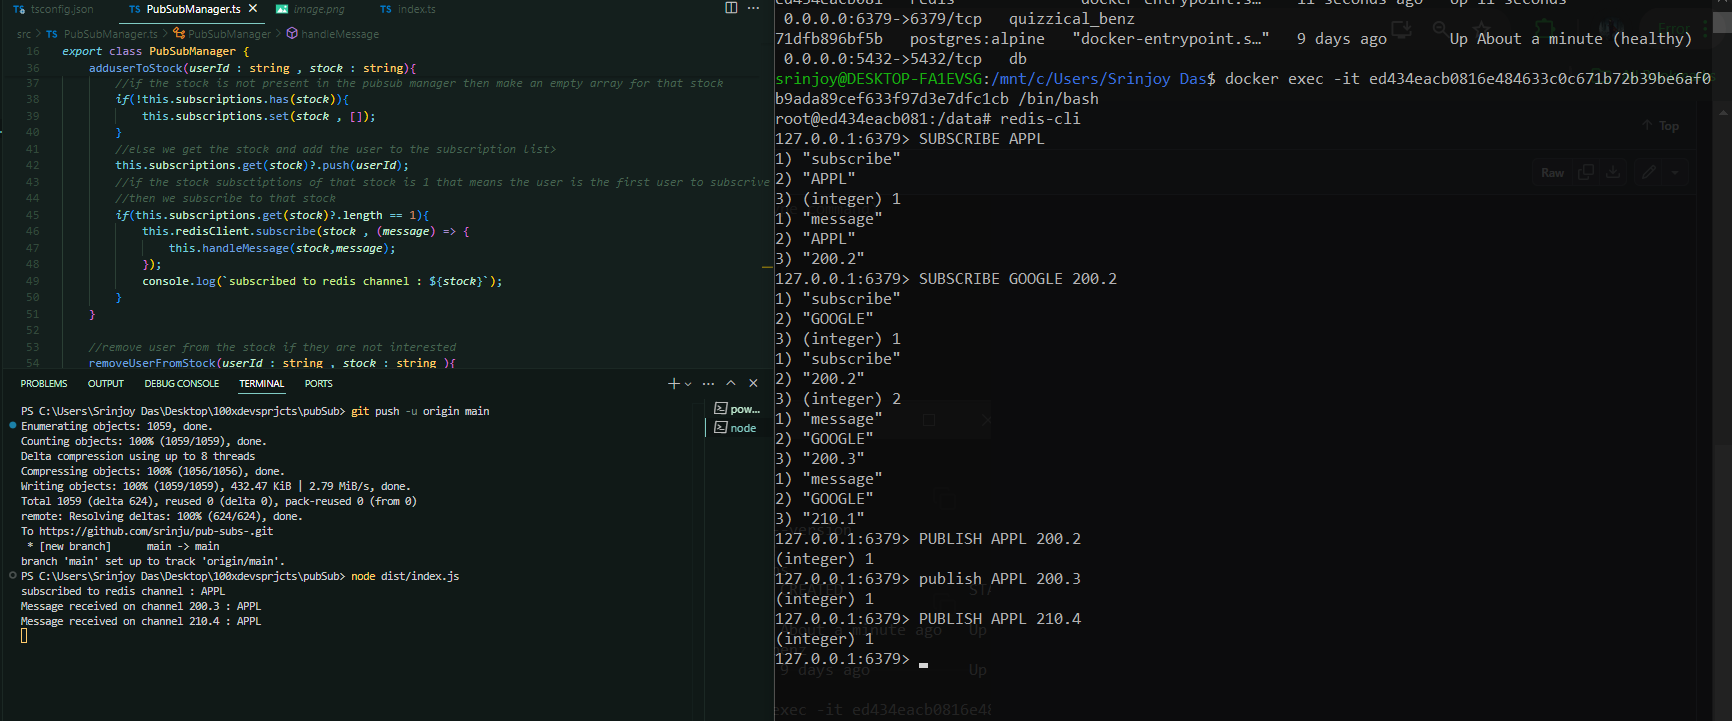 tsconfig.json
PubSubManager.ts
image.png
index.ts
src > PubSubManager.ts > PubSubManager > handleMessage
16 export class PubSubManager {
36 adduserToStock(userId : string , stock : string){
37 //if the stock is not present in the pubsub manager then make an empty array for that stock
38 if(!this.subscriptions.has(stock)){
39 this.subscriptions.set(stock , []);
40 }
41 //else we get the stock and add the user to the subscription list>
42 this.subscriptions.get(stock)?.push(userId);
43 //if the stock subsctiptions of that stock is 1 that means the user is the first user to subscrive
44 //then we subscribe to that stock
45 if(this.subscriptions.get(stock)?.length == 1){
46 this.redisClient.subscribe(stock , (message) => {
47 this.handleMessage(stock,message);
48 });
49 console.log(`subscribed to redis channel : ${stock}`);
50 }
51 }
52
53 //remove user from the stock if they are not interested
54 removeUserFromStock(userId : string , stock : string ){
PROBLEMS OUTPUT DEBUG CONSOLE TERMINAL PORTS
pow...
node
PS C:\Users\Srinjoy Das\Desktop\100xdevsprjcts\pubSub> git push -u origin main
Enumerating objects: 1059, done.
Counting objects: 100% (1059/1059), done.
Delta compression using up to 8 threads
Compressing objects: 100% (1056/1056), done.
Writing objects: 100% (1059/1059), 432.47 KiB | 2.79 MiB/s, done.
Total 1059 (delta 624), reused 0 (delta 0), pack-reused 0 (from 0)
remote: Resolving deltas: 100% (624/624), done.
To https://github.com/srinju/pub-subs-.git
* [new branch] main -> main
branch 'main' set up to track 'origin/main'.
PS C:\Users\Srinjoy Das\Desktop\100xdevsprjcts\pubSub> node dist/index.js
subscribed to redis channel : APPL
Message received on channel 200.3 : APPL
Message received on channel 210.4 : APPL
0.0.0.0:6379->6379/tcp quizzical_benz
71dfb896bf5b postgres:alpine "docker-entrypoint.s…" 9 days ago Up About a minute (healthy)
0.0.0.0:5432->5432/tcp db
srinjoy@DESKTOP-FA1EVSG:/mnt/c/Users/Srinjoy Das$ docker exec -it ed434eacb0816e484633c0c671b72b39be6af0
b9ada89cef633f97d3e7dfc1cb /bin/bash
root@ed434eacb081:/data# redis-cli
127.0.0.1:6379> SUBSCRIBE APPL
1) "subscribe"
2) "APPL"
3) (integer) 1
1) "message"
2) "APPL"
3) "200.2"
127.0.0.1:6379> SUBSCRIBE GOOGLE 200.2
1) "subscribe"
2) "GOOGLE"
3) (integer) 1
1) "subscribe"
2) "200.2"
3) (integer) 2
1) "message"
2) "GOOGLE"
3) "200.3"
1) "message"
2) "GOOGLE"
3) "210.1"
127.0.0.1:6379> PUBLISH APPL 200.2
(integer) 1
127.0.0.1:6379> publish APPL 200.3
(integer) 1
127.0.0.1:6379> PUBLISH APPL 210.4
(integer) 1
127.0.0.1:6379>
Top
Raw